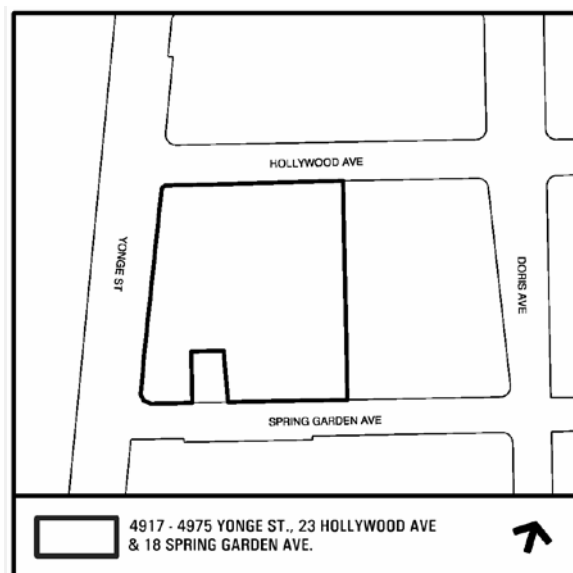 HOLLYWOOD AVE
YONGE ST
DORIS AVE
SPRING GARDEN AVE
4917 - 4975 YONGE ST., 23 HOLLYWOOD AVE
& 18 SPRING GARDEN AVE.